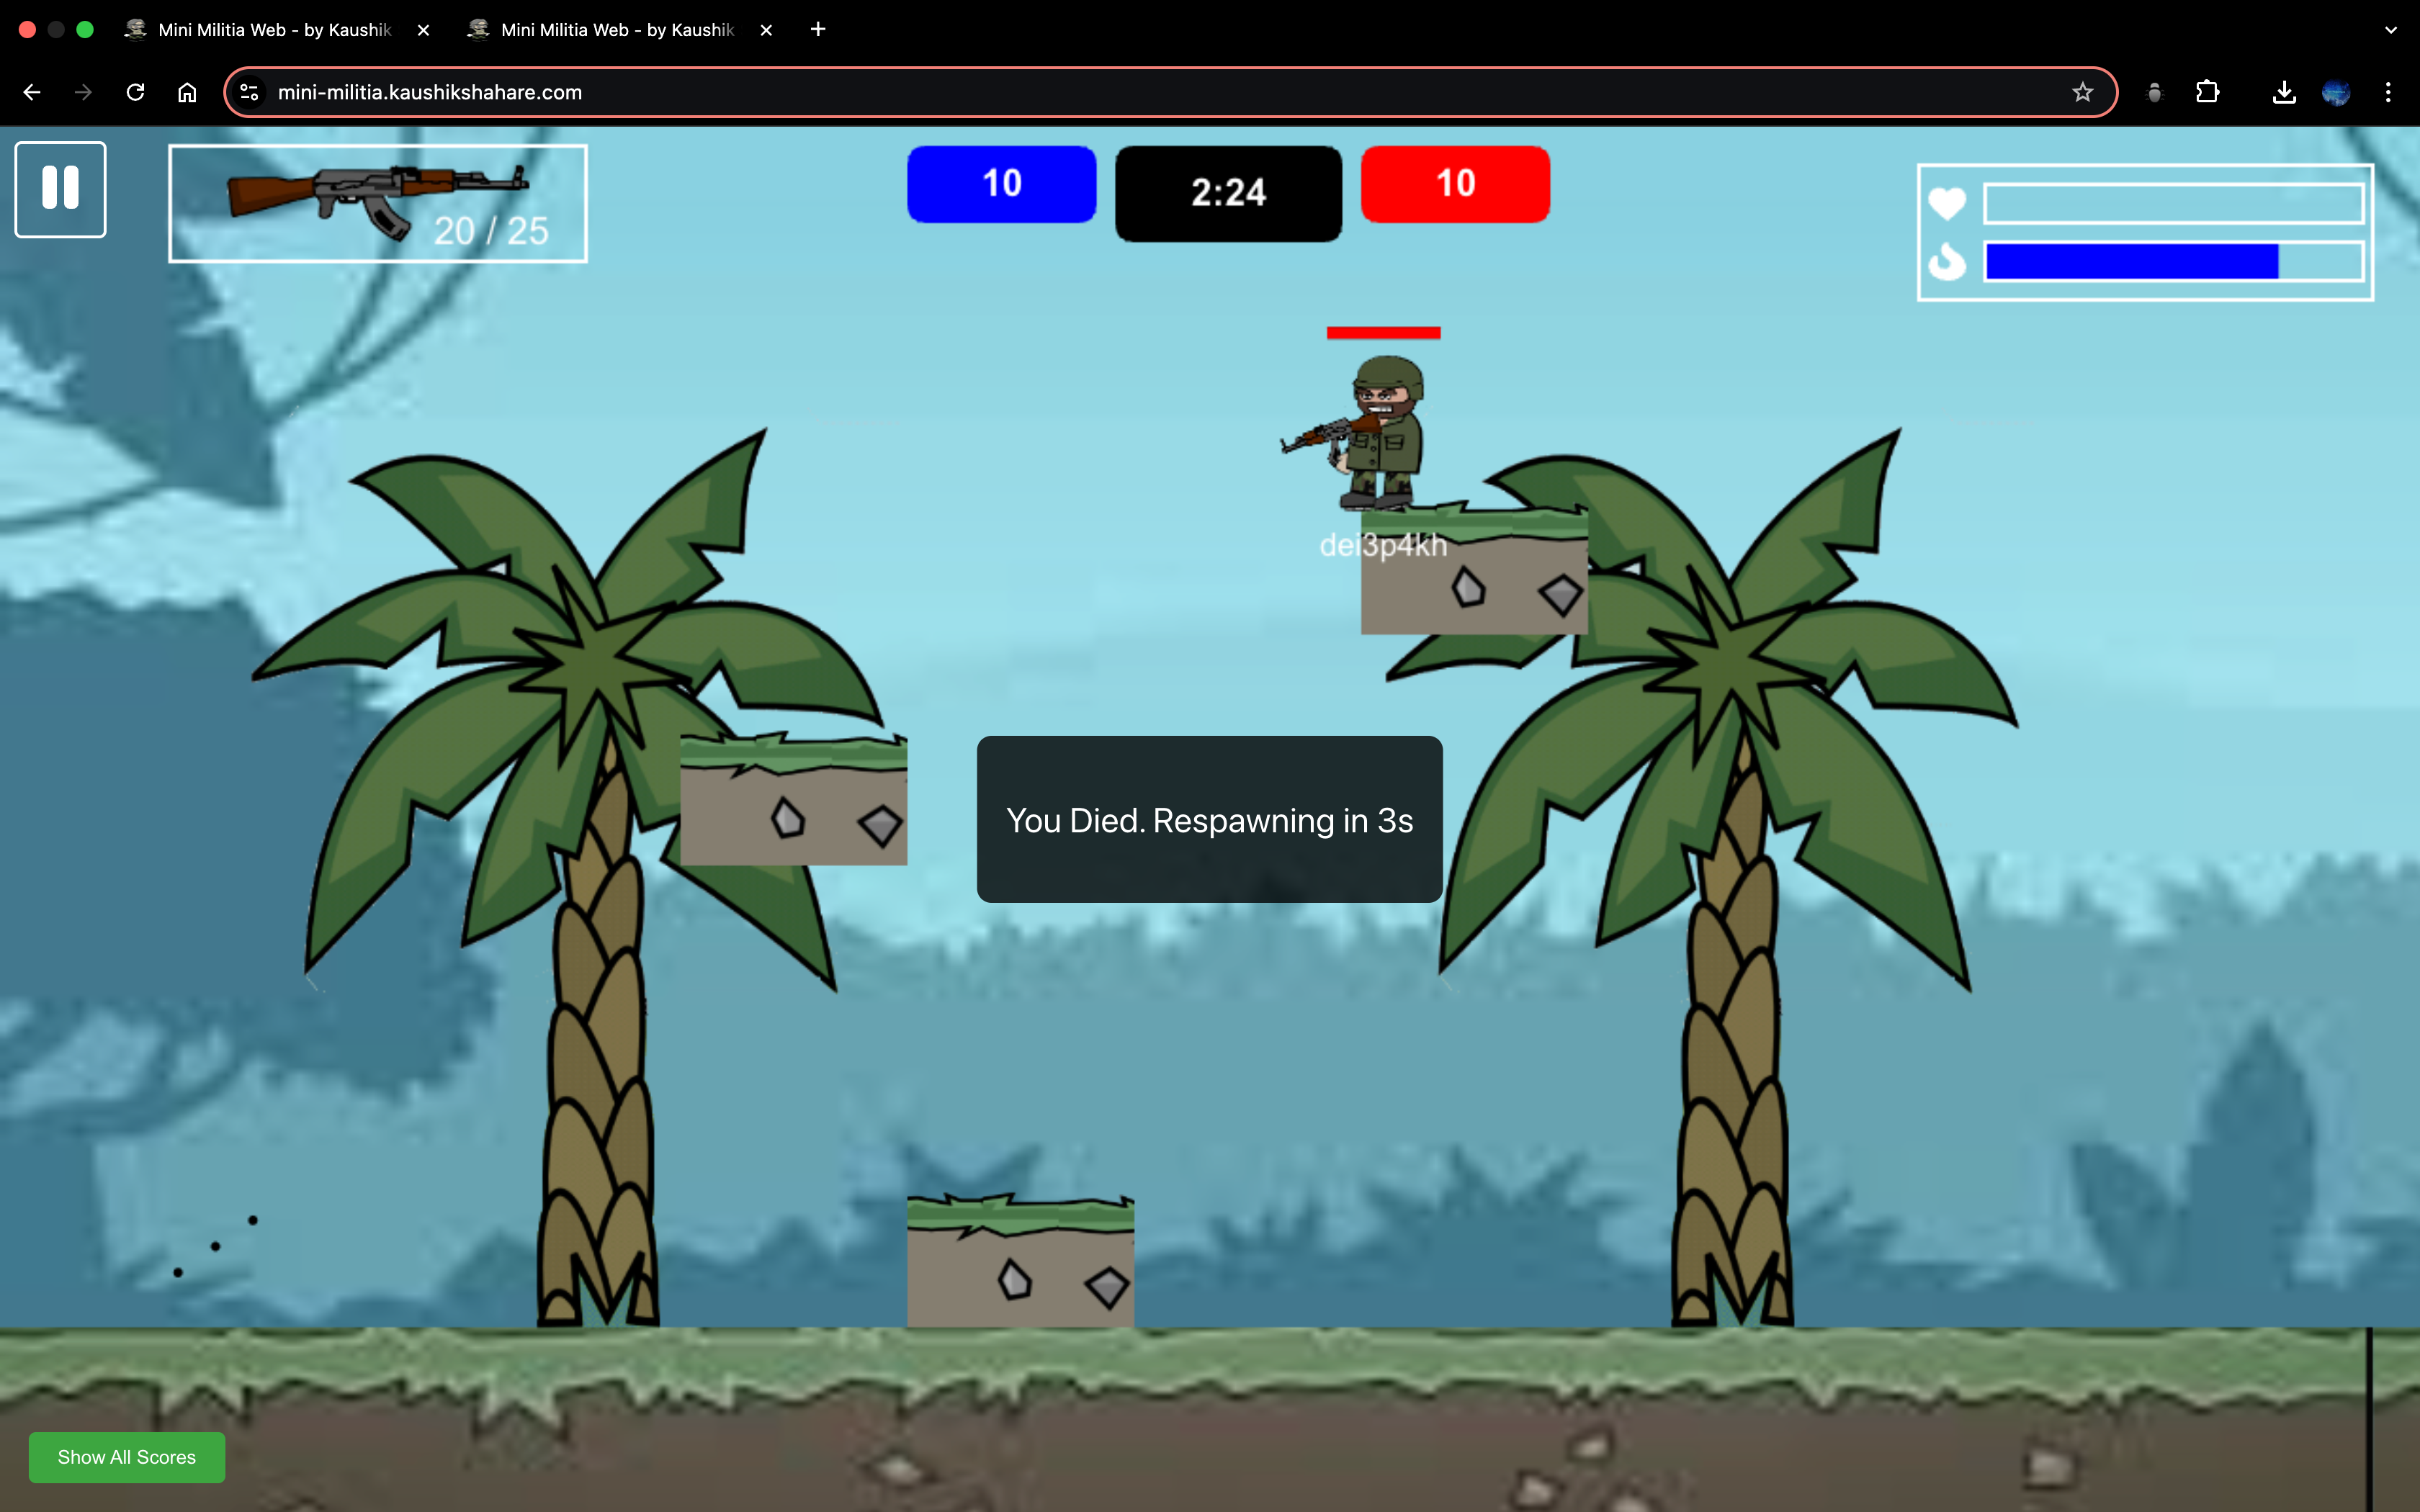 Mini Militia Web - by Kaushik
Mini Militia Web - by Kaushik
mini-militia.kaushikshahare.com
20 / 25
10
2:24
10
dei3p4kh
You Died. Respawning in 3s
Show All Scores